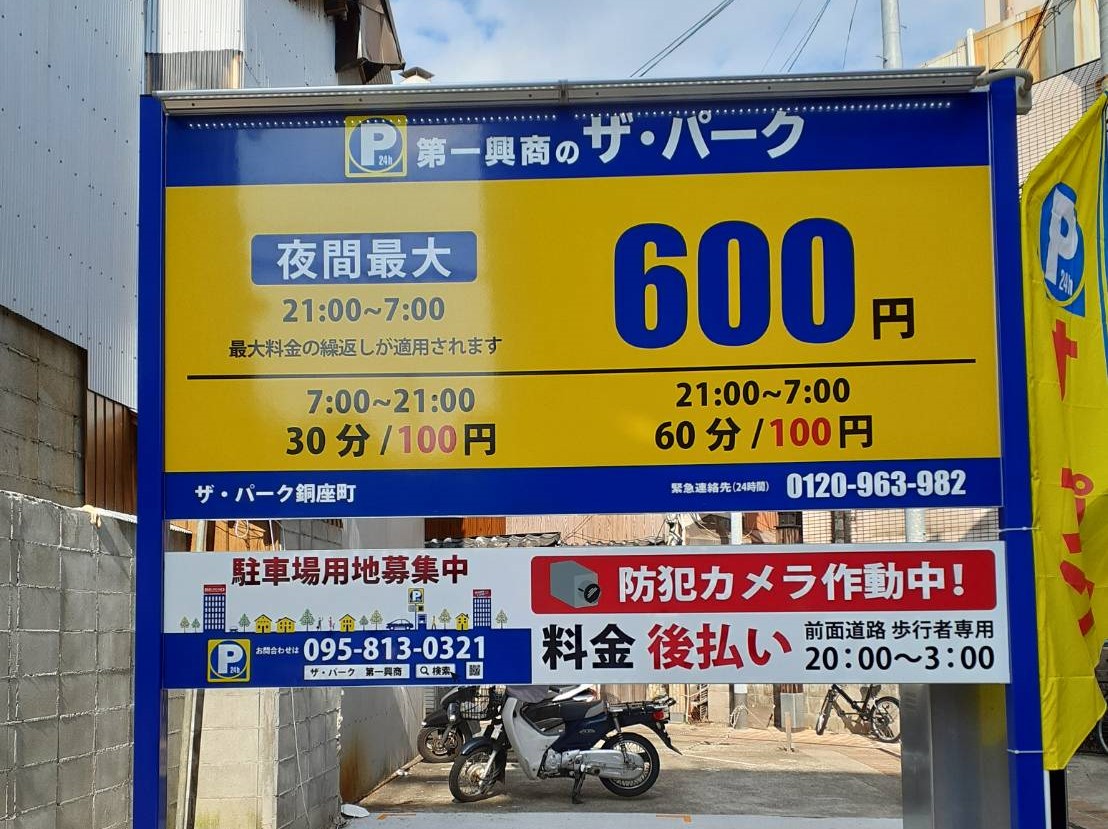 P 24h 第一興商のザ・パーク
夜間最大
21:00~7:00
最大料金の繰返しが適用されます
600円
7:00~21:00
30分/100円
21:00~7:00
60分/100円
ザ・パーク銅座町
緊急連絡先(24時間) 0120-963-982
駐車場用地募集中
P
P 24h
お問合わせは 095-813-0321
ザ・パーク 第一興商 検索
防犯カメラ作動中!
料金 後払い
前面道路 歩行者専用
20:00〜3:00
P 24h